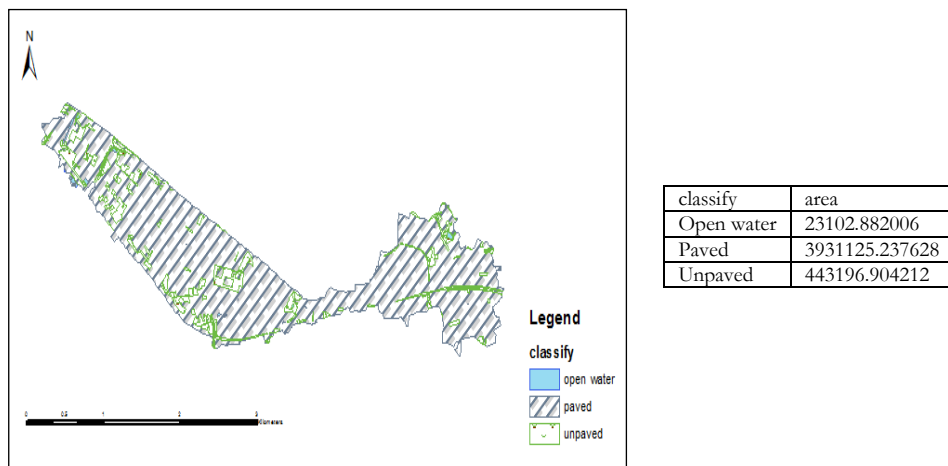 N
0 0.5 1 2 3
Kilometers
Legend
classify
open water
paved
unpaved
classify area
Open water 23102.882006
Paved 3931125.237628
Unpaved 443196.904212